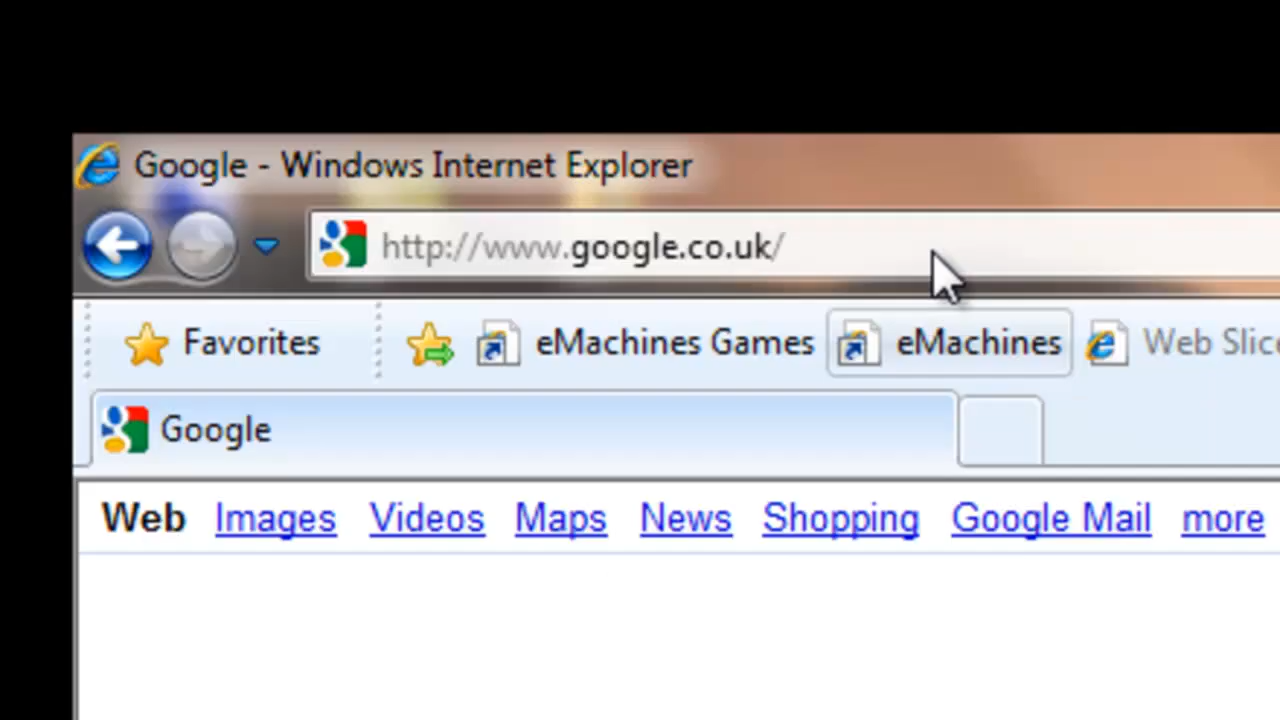 Google - Windows Internet Explorer
http://www.google.co.uk/
Favorites eMachines Games eMachines Web
Google
Web Images Videos Maps News Shopping Google Mail more